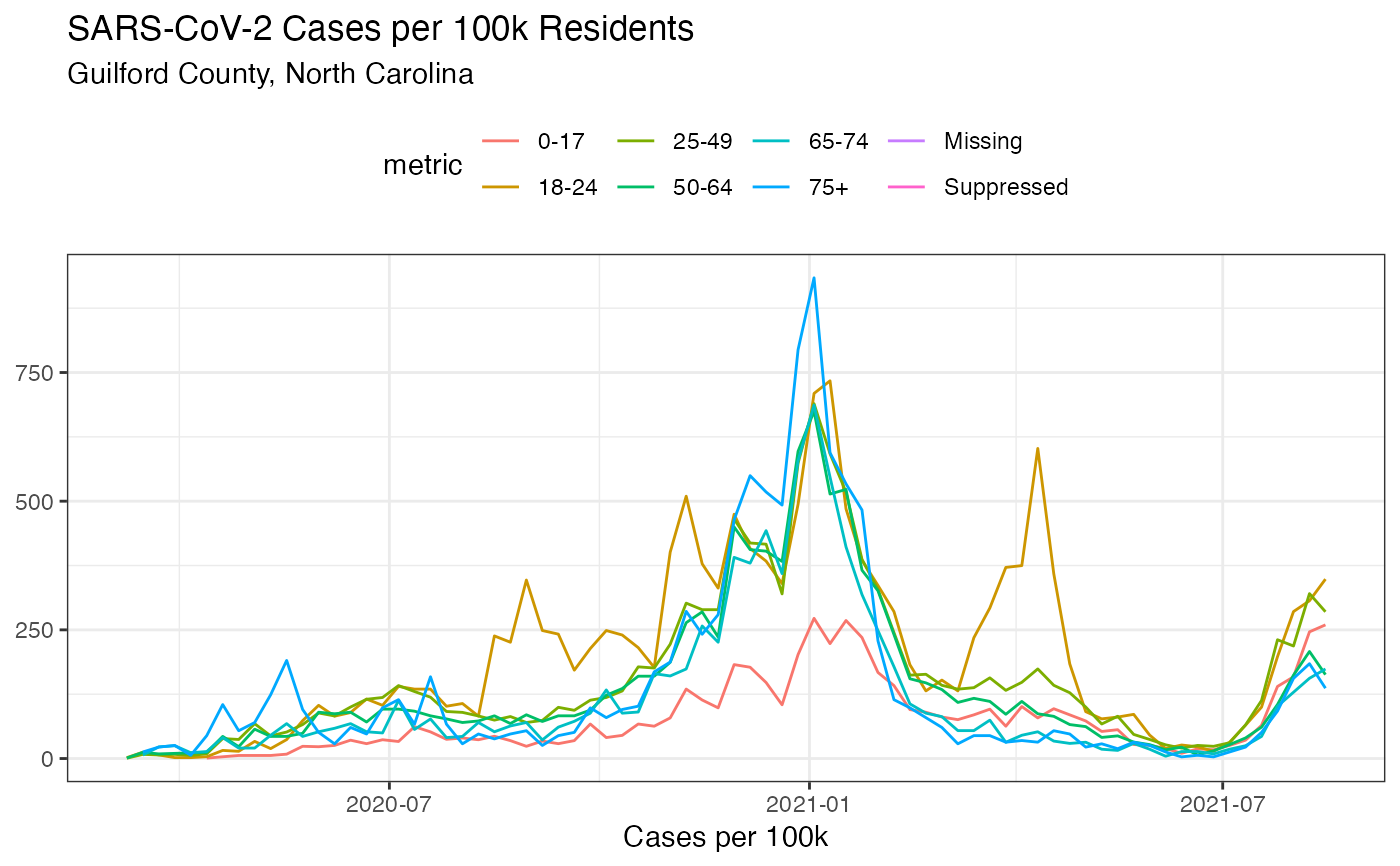 SARS-CoV-2 Cases per 100k Residents
Guilford County, North Carolina
metric
0-17 25-49 65-74 Missing
18-24 50-64 75+ Suppressed
750
500
250
0
2020-07 2021-01 2021-07
Cases per 100k